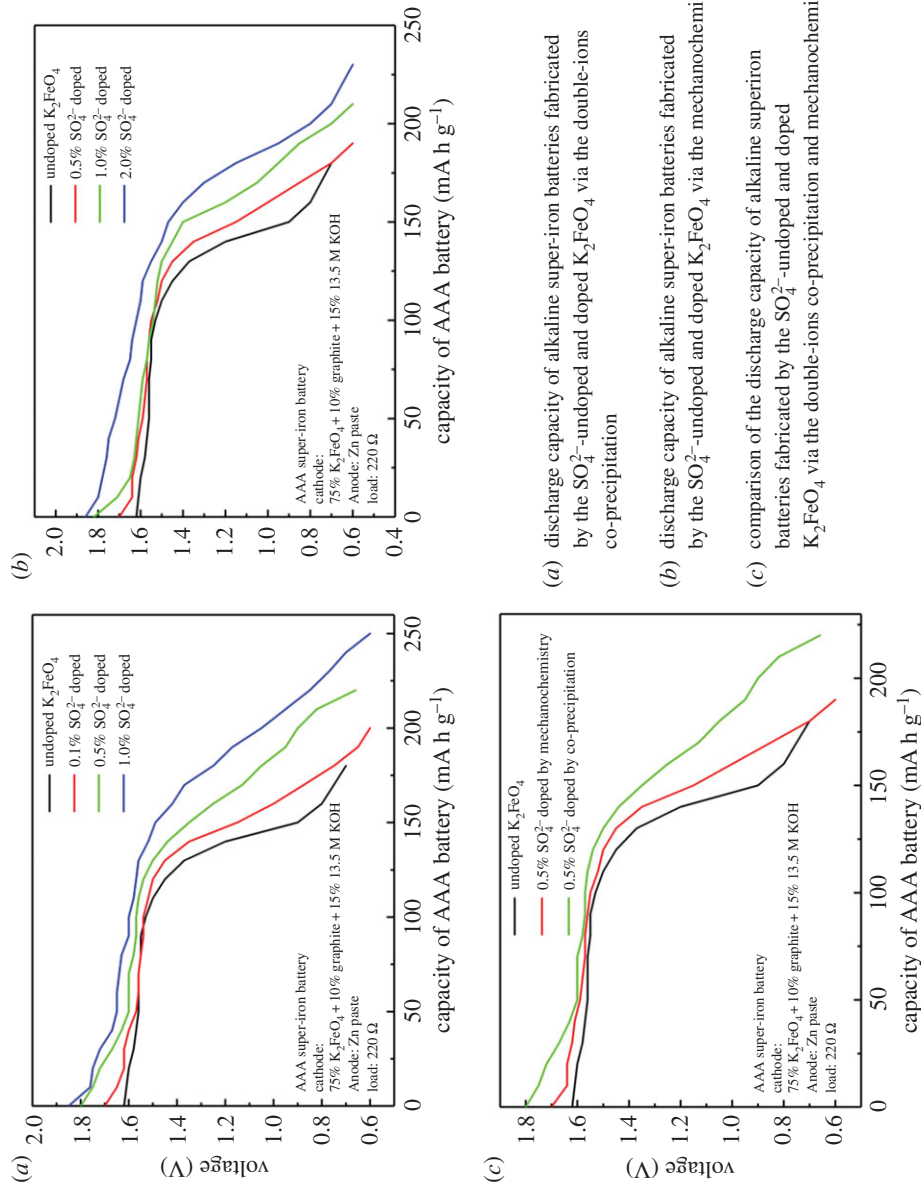 (a)
2.0
1.8
1.6
1.4
1.2
1.0
0.8
0.6
voltage (V)
undoped K₂FeO₄
0.1% SO₄²⁻ doped
0.5% SO₄²⁻ doped
1.0% SO₄²⁻ doped
AAA super-iron battery
cathode:
75% K₂FeO₄ + 10% graphite + 15% 13.5 M KOH
Anode: Zn paste
load: 220 Ω
0 50 100 150 200 250
capacity of AAA battery (mA h g⁻¹)
(b)
2.0
1.8
1.6
1.4
1.2
1.0
0.8
0.6
0.4
undoped K₂FeO₄
0.5% SO₄²⁻ doped
1.0% SO₄²⁻ doped
2.0% SO₄²⁻ doped
AAA super-iron battery
cathode:
75% K₂FeO₄ + 10% graphite + 15% 13.5 M KOH
Anode: Zn paste
load: 220 Ω
0 50 100 150 200 250
capacity of AAA battery (mA h g⁻¹)
(c)
1.8
1.6
1.4
1.2
1.0
0.8
0.6
voltage (V)
undoped K₂FeO₄
0.5% SO₄²⁻ doped by mechanochemistry
0.5% SO₄²⁻ doped by co-precipitation
AAA super-iron battery
cathode:
75% K₂FeO₄ + 10% graphite + 15% 13.5 M KOH
Anode: Zn paste
load: 220 Ω
0 50 100 150 200
capacity of AAA battery (mA h g⁻¹)
(a) discharge capacity of alkaline super-iron batteries fabricated
by the SO₄²⁻-undoped and doped K₂FeO₄ via the double-ions
co-precipitation
(b) discharge capacity of alkaline super-iron batteries fabricated
by the SO₄²⁻-undoped and doped K₂FeO₄ via the mechanochemi
(c) comparison of the discharge capacity of alkaline superiron
batteries fabricated by the SO₄²⁻-undoped and doped
K₂FeO₄ via the double-ions co-precipitation and mechanochemi